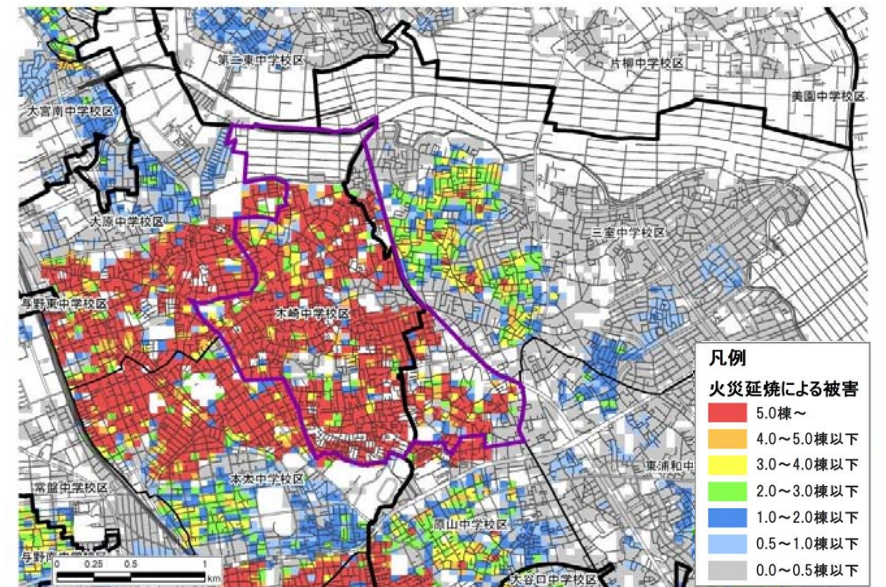 第二東中学校区
片柳中学校区
美園中学校区
大宮南中学校区
大原中学校区
三室中学校区
与野東中学校区
木崎中学校区
凡例
火災延焼による被害
5.0棟～
4.0～5.0棟以下
3.0～4.0棟以下
2.0～3.0棟以下
1.0～2.0棟以下
0.5～1.0棟以下
0.0～0.5棟以下
東浦和中
本太中学校区
常盤中学校区
原山中学校区
与野南中学校区
大谷口中学校区
0 0.25 0.5 1
km